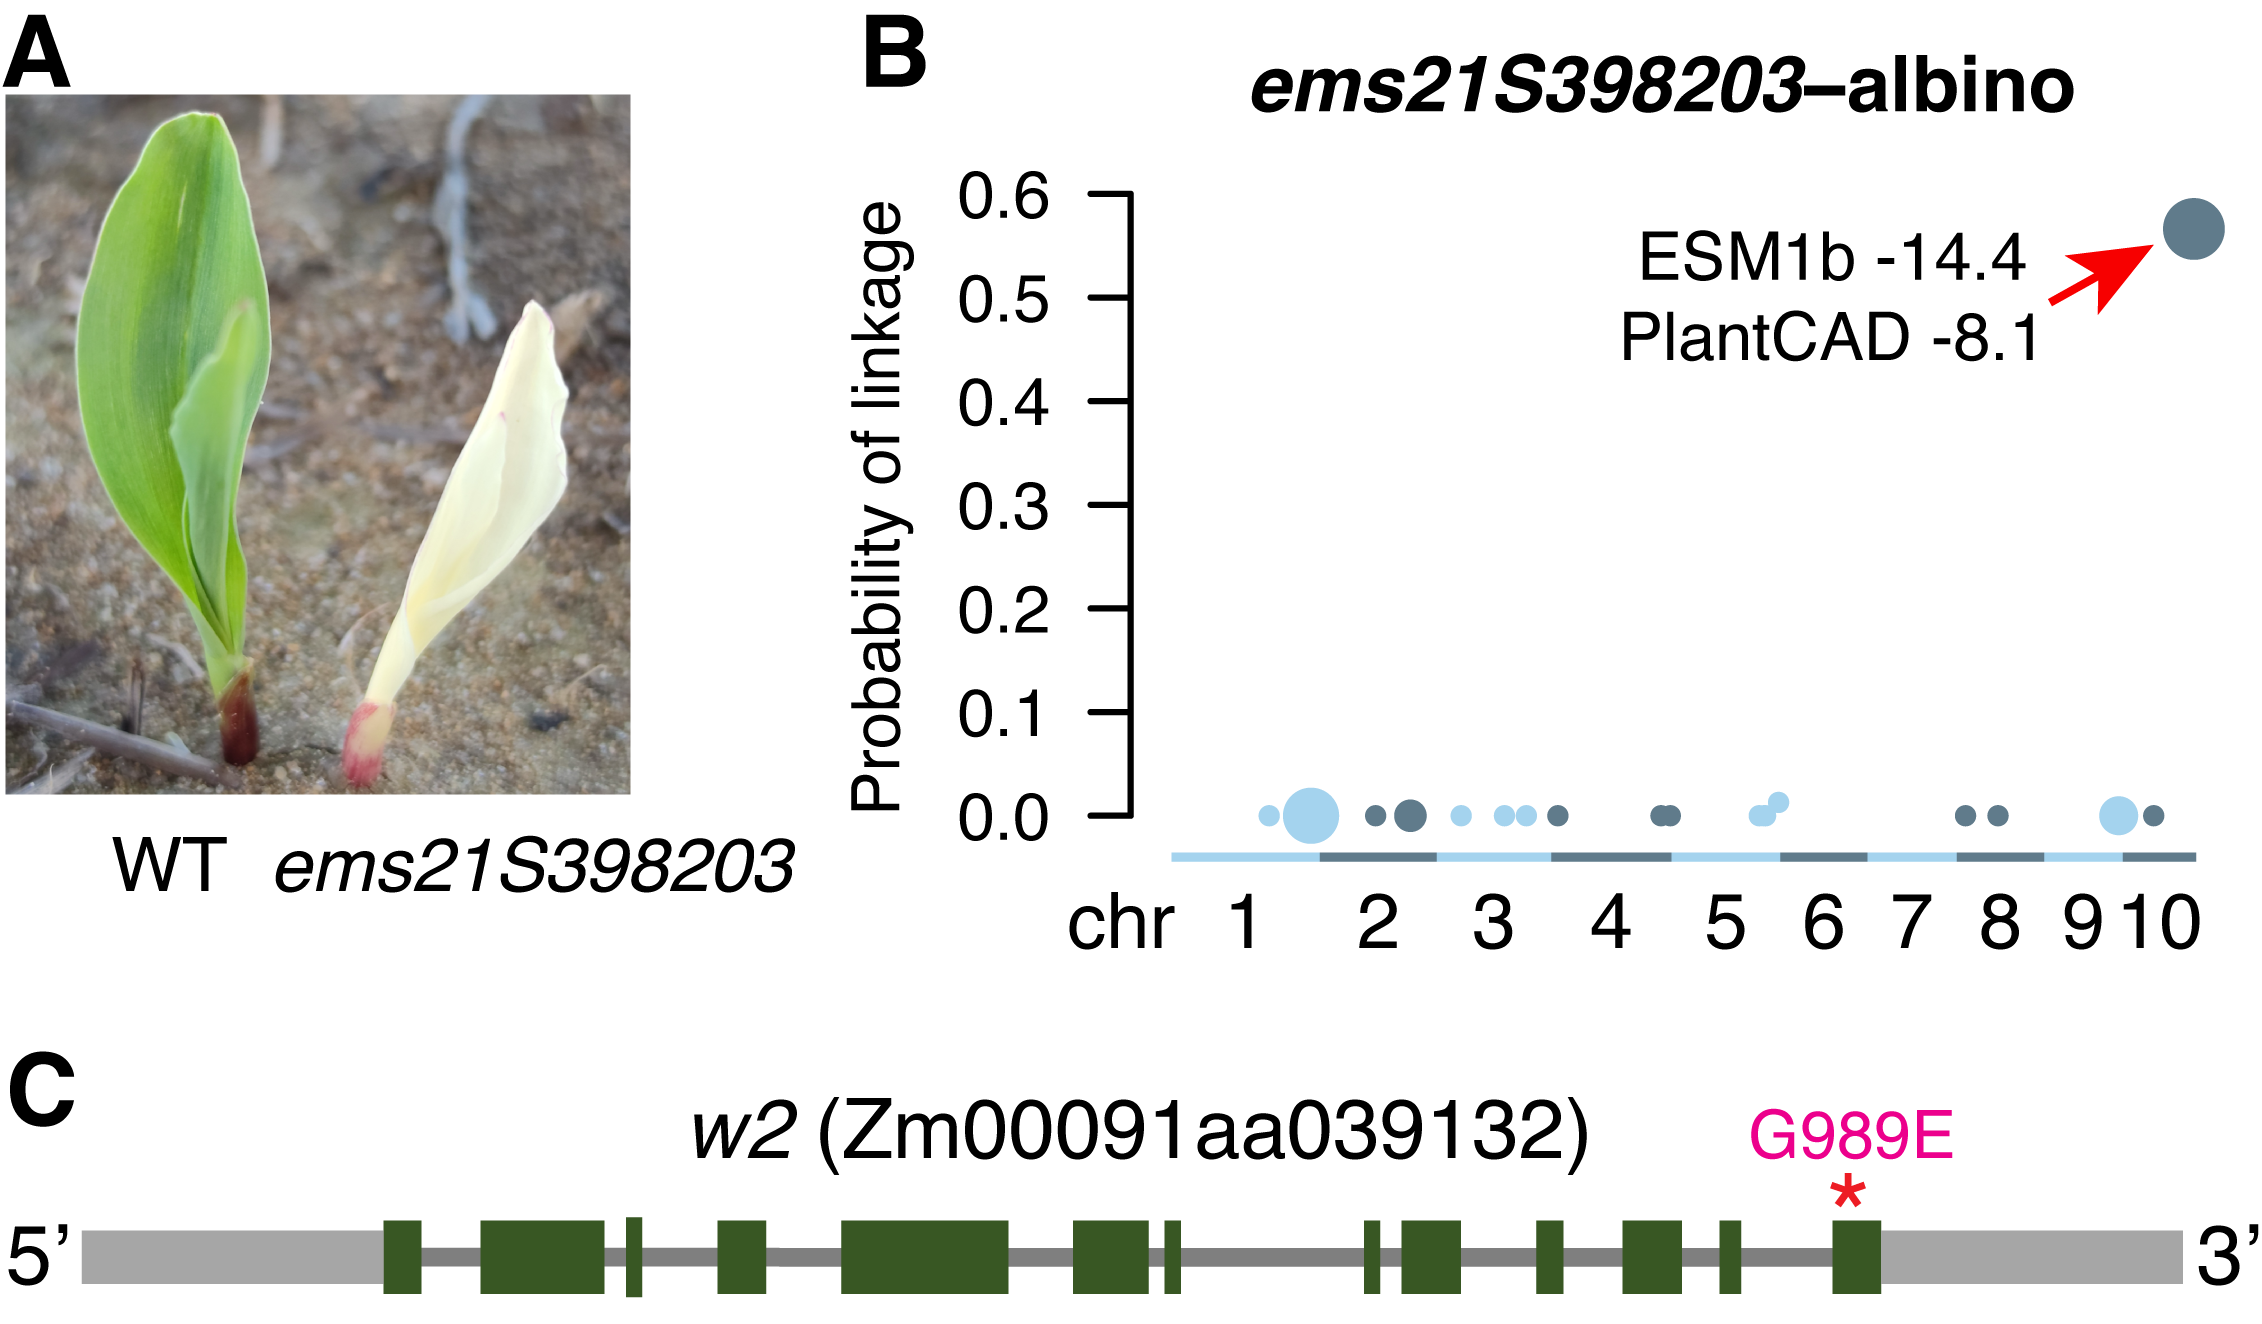 A
WT ems21S398203
B
ems21S398203–albino
Probability of linkage
0.6
0.5
0.4
0.3
0.2
0.1
0.0
ESM1b -14.4
PlantCAD -8.1
chr 1 2 3 4 5 6 7 8 9 10
C
w2 (Zm00091aa039132)
G989E
*
5’ 3’